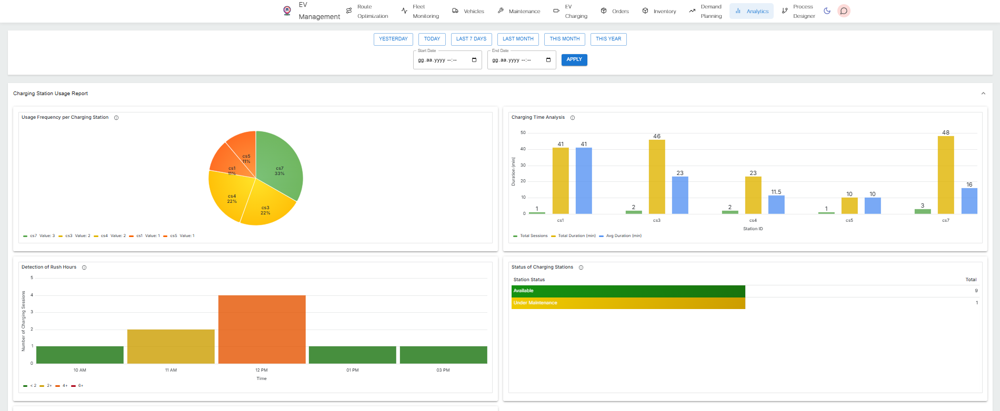 EV Management
Route Optimization
Fleet Monitoring
Vehicles
Maintenance
EV Charging
Orders
Inventory
Demand Planning
Analytics
Process Designer
YESTERDAY
TODAY
LAST 7 DAYS
LAST MONTH
THIS MONTH
THIS YEAR
Start Date
gg.aa.yyyy --:--
End Date
gg.aa.yyyy --:--
APPLY
Charging Station Usage Report
Usage Frequency per Charging Station
cs5
11%
cs7
33%
cs1
11%
cs4
22%
cs3
22%
cs7 Value: 3 cs3 Value: 2 cs4 Value: 2 cs1 Value: 1 cs5 Value: 1
Charging Time Analysis
Duration (min)
50
40
30
20
10
0
1 41 41
2 46 23
2 23 11.5
1 10 10
3 48 16
cs1 cs3 cs4 cs5 cs7
Station ID
Total Sessions Total Duration (min) Avg Duration (min)
Detection of Rush Hours
Number of Charging Sessions
5
4
3
2
1
0
10 AM 11 AM 12 PM 01 PM 03 PM
Time
< 2 2+ 4+ 6+
Status of Charging Stations
Station Status Total
Available 9
Under Maintenance 1